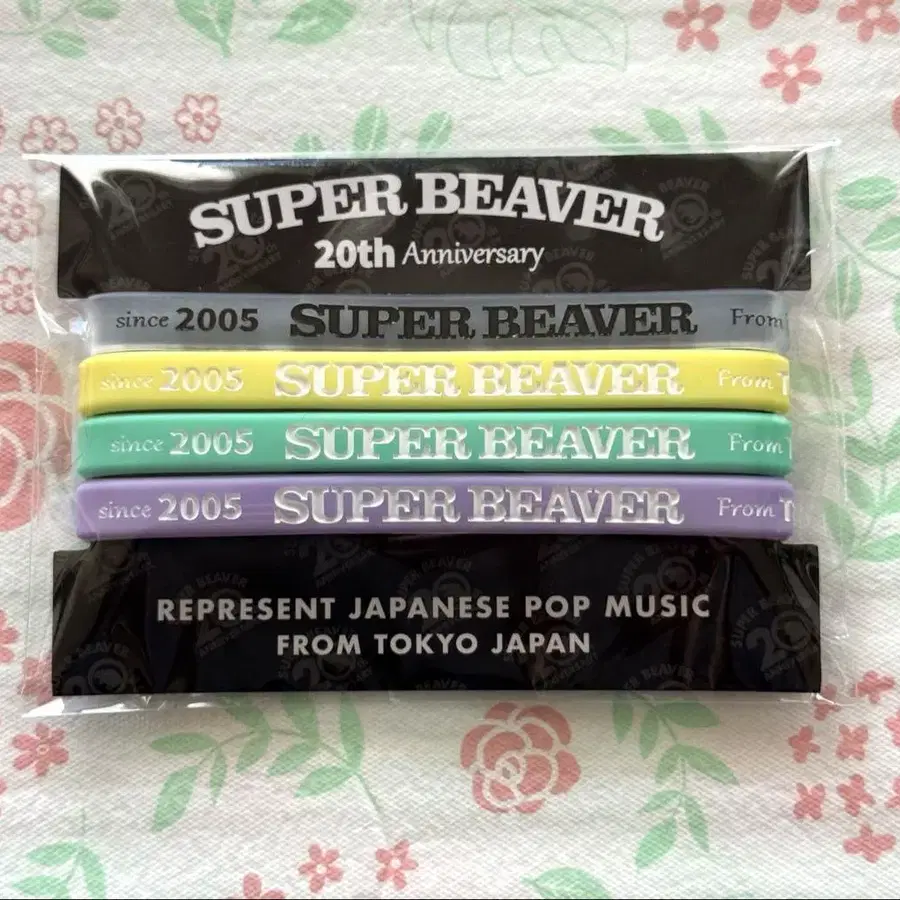 SUPER BEAVER
20th Anniversary
since 2005 SUPER BEAVER From
since 2005 SUPER BEAVER From T
since 2005 SUPER BEAVER From
since 2005 SUPER BEAVER From T
REPRESENT JAPANESE POP MUSIC
FROM TOKYO JAPAN